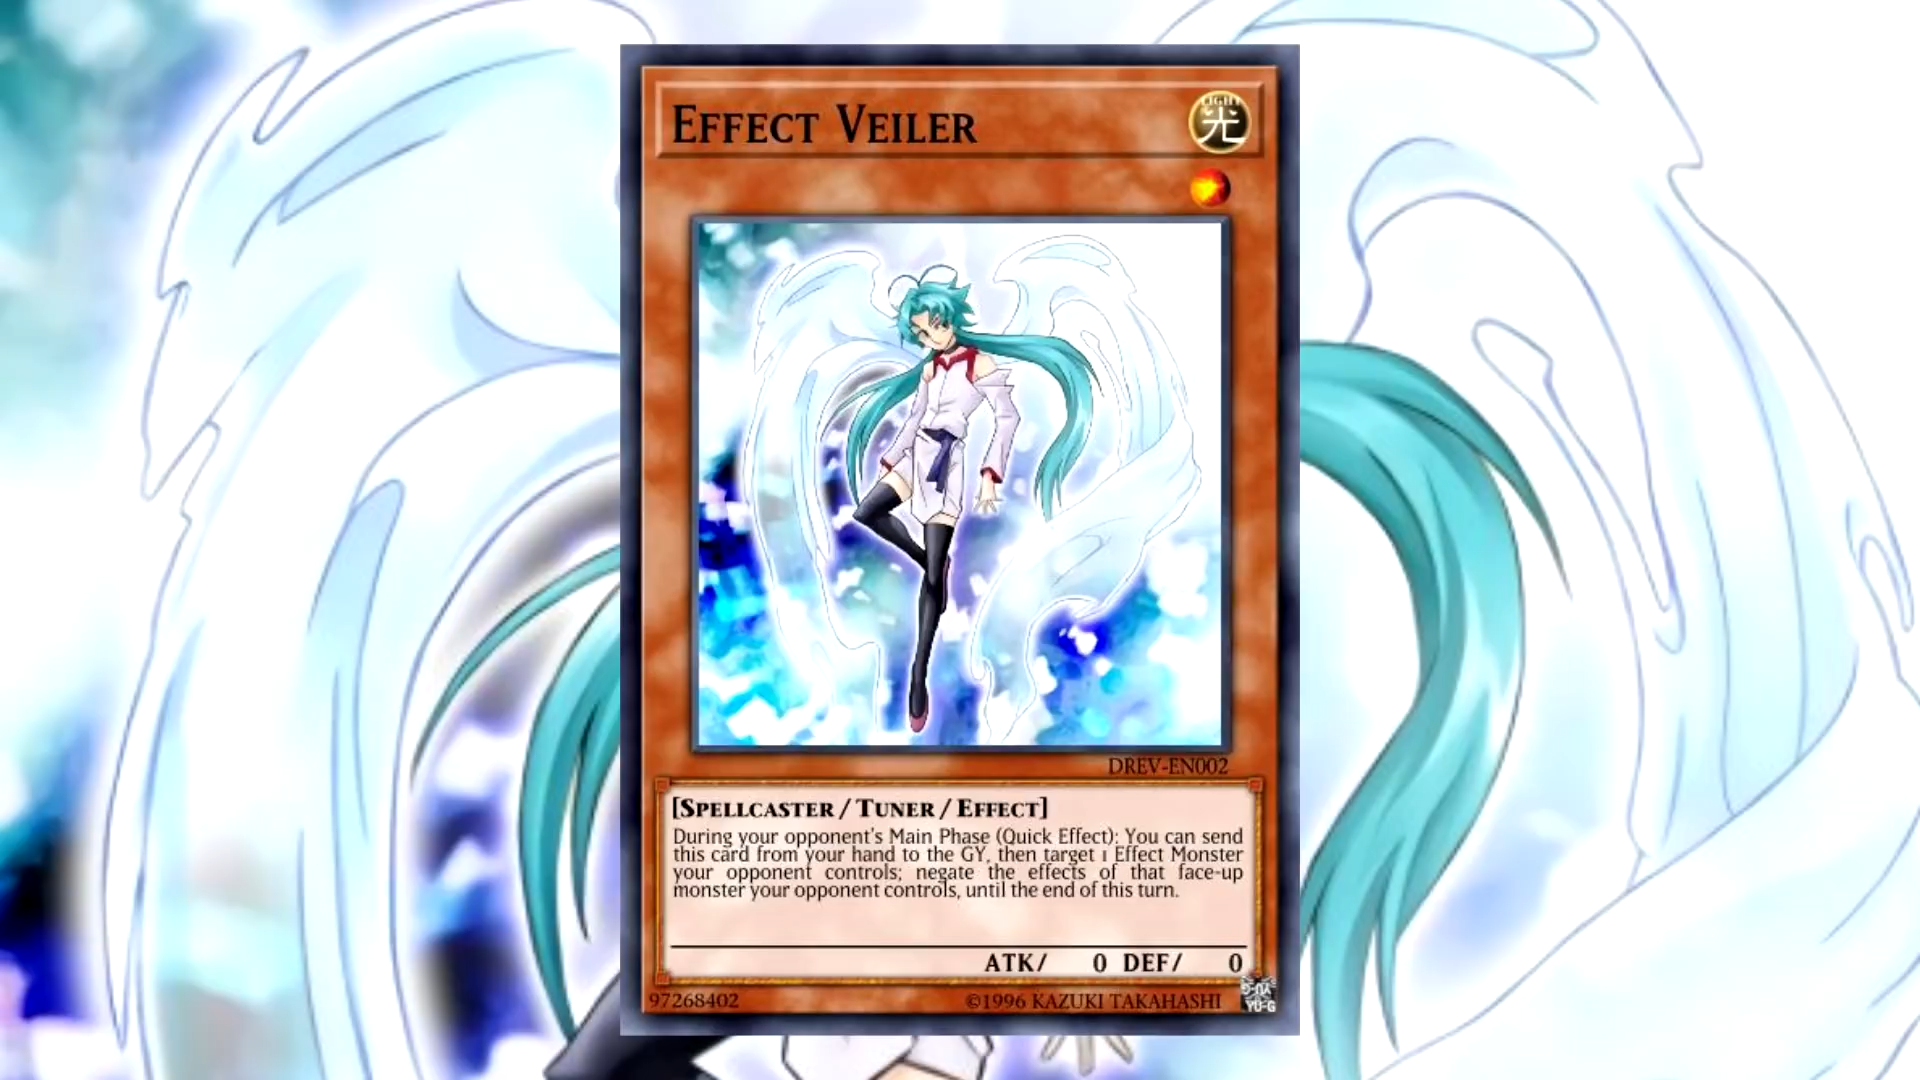 EFFECT VEILER
LIGHT
光
DREV-EN002
[SPELLCASTER / TUNER / EFFECT]
During your opponent's Main Phase (Quick Effect): You can send
this card from your hand to the GY, then target 1 Effect Monster
your opponent controls; negate the effects of that face-up
monster your opponent controls, until the end of this turn.
ATK/ 0 DEF/ 0
97268402 ©1996 KAZUKI TAKAHASHI